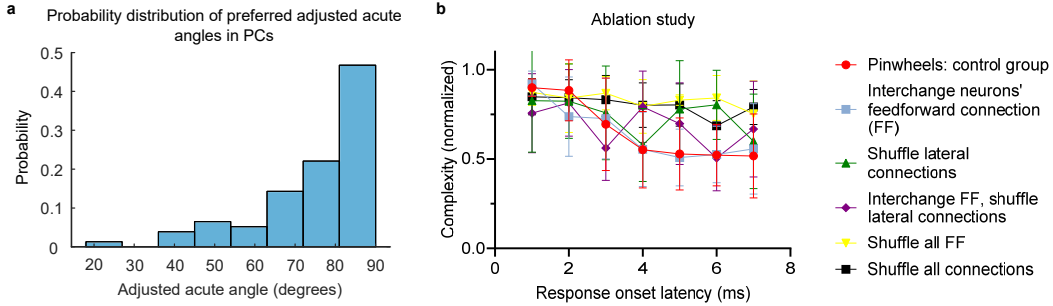 a
Probability distribution of preferred adjusted acute
angles in PCs
Probability
0.5
0.4
0.3
0.2
0.1
0
20 30 40 50 60 70 80 90
Adjusted acute angle (degrees)
b
Ablation study
Complexity (normalized)
1.0
0.5
0.0
0 2 4 6 8
Response onset latency (ms)
Pinwheels: control group
Interchange neurons'
feedforward connection
(FF)
Shuffle lateral
connections
Interchange FF, shuffle
lateral connections
Shuffle all FF
Shuffle all connections